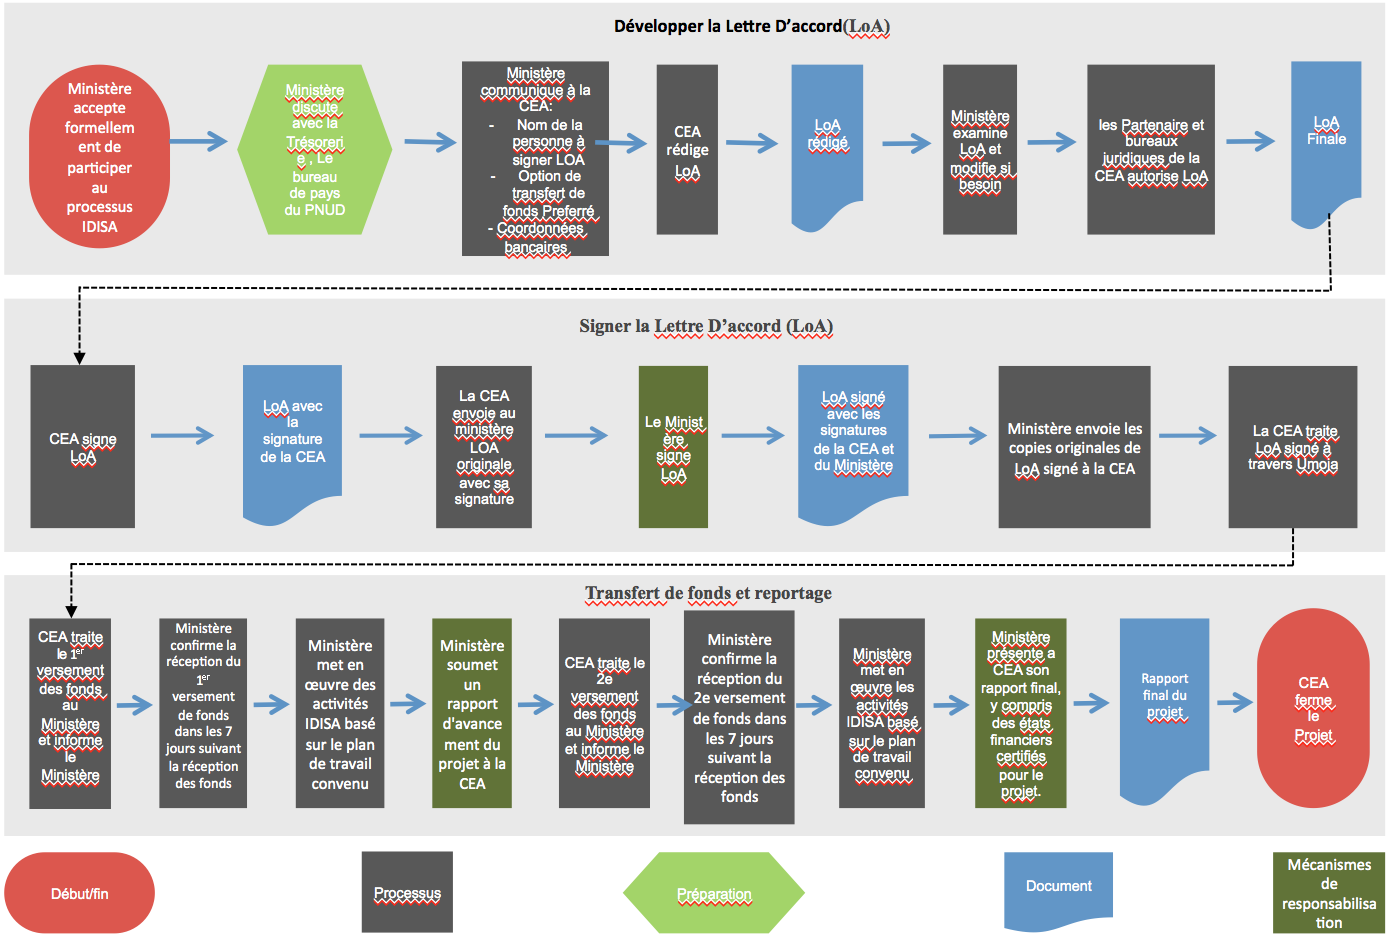 Développer la Lettre D'accord(LoA)
Ministère
accepte
formellem
ent de
participer
au
processus
IDISA
Ministère
discute
avec la
Trésoreri
e , Le
bureau
de pays
du PNUD
Ministère
communique à la
CEA:
- Nom de la
personne à
signer LOA
- Option de
transfert de
fonds Preferré
- Coordonnées
bancaires
CEA
rédige
LoA
LoA
rédigé
Ministère
examine
LoA et
modifie si
besoin
les Partenaire et
bureaux
juridiques de la
CEA autorise LoA
LoA
Finale
Signer la Lettre D'accord (LoA)
CEA signe
LoA
LoA avec
la
signature
de la CEA
La CEA
envoie au
ministère
LOA
originale
avec sa
signature
Le Minist
ère
signe
LoA
LoA signé
avec les
signatures
de la CEA et
du Ministère
Ministère envoie les
copies originales de
LoA signé à la CEA
La CEA traite
LoA signé à
travers Umoja
Transfert de fonds et reportage
CEA traite
le 1er
versement
des fonds
au
Ministère
et informe
le
Ministère
Ministère
confirme la
réception du
1er
versement
de fonds
dans les 7
jours suivant
la réception
des fonds
Ministère
met en
œuvre des
activités
IDISA basé
sur le plan
de travail
convenu
Ministère
soumet
un
rapport
d'avance
ment du
projet à la
CEA
CEA traite le
2e
versement
des fonds
au Ministère
et informe le
Ministère
Ministère
confirme la
réception du
2e versement
de fonds dans
les 7 jours
suivant la
réception des
fonds
Ministère
met en
œuvre les
activités
IDISA basé
sur le plan
de travail
convenu
Ministère
présente a
CEA son
rapport final,
y compris
des états
financiers
certifiés
pour le
projet.
Rapport
final du
projet
CEA
ferme
le
Projet
Début/fin
Processus
Préparation
Document
Mécanismes
de
responsabilisa
tion